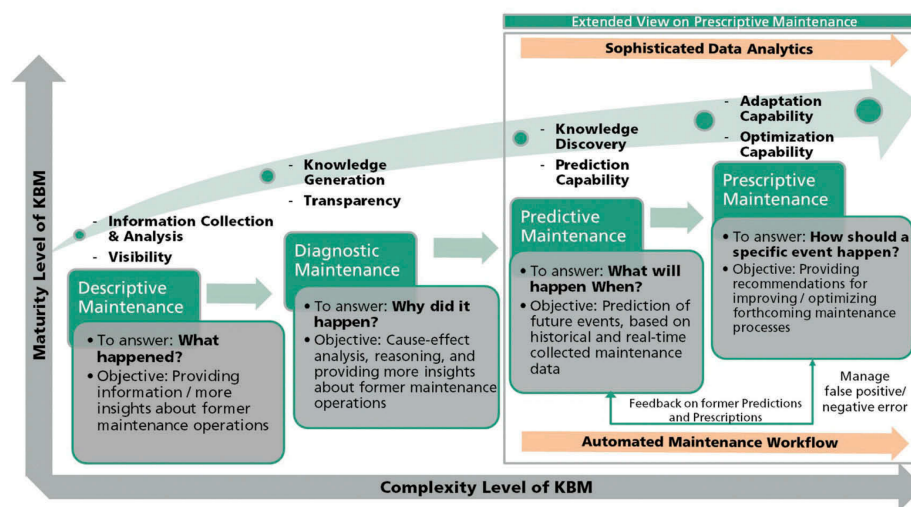 Extended View on Prescriptive Maintenance
Sophisticated Data Analytics
Maturity Level of KBM
- Information Collection
& Analysis
- Visibility
- Knowledge
Generation
- Transparency
- Knowledge
Discovery
- Prediction
Capability
- Adaptation
Capability
- Optimization
Capability
Descriptive
Maintenance
• To answer: What
happened?
• Objective: Providing
information / more
insights about former
maintenance operations
Diagnostic
Maintenance
• To answer: Why did it
happen?
• Objective: Cause-effect
analysis, reasoning, and
providing more insights
about former maintenance
operations
Predictive
Maintenance
• To answer: What will
happen When?
• Objective: Prediction of
future events, based on
historical and real-time
collected maintenance
data
Prescriptive
Maintenance
• To answer: How should a
specific event happen?
• Objective: Providing
recommendations for
improving / optimizing
forthcoming maintenance
processes
Feedback on former Predictions
and Prescriptions
Manage
false positive/
negative error
Automated Maintenance Workflow
Complexity Level of KBM